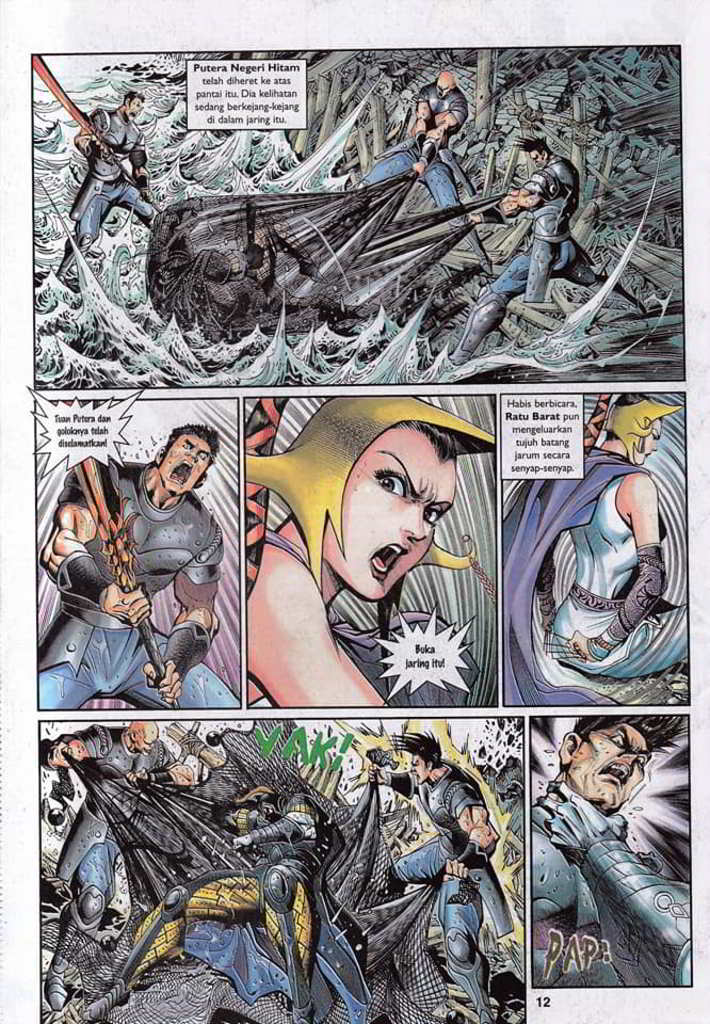 Putera Negeri Hitam
telah diheret ke atas
pantai itu. Dia kelihatan
sedang berkejang-kejang
di dalam jaring itu.
Tuan Putera dan
goloknya telah
diselamatkan!
Buka
jaring itu!
Habis berbicara,
Ratu Barat pun
mengeluarkan
tujuh batang
jarum secara
senyap-senyap.
YAK!
PAP!
12